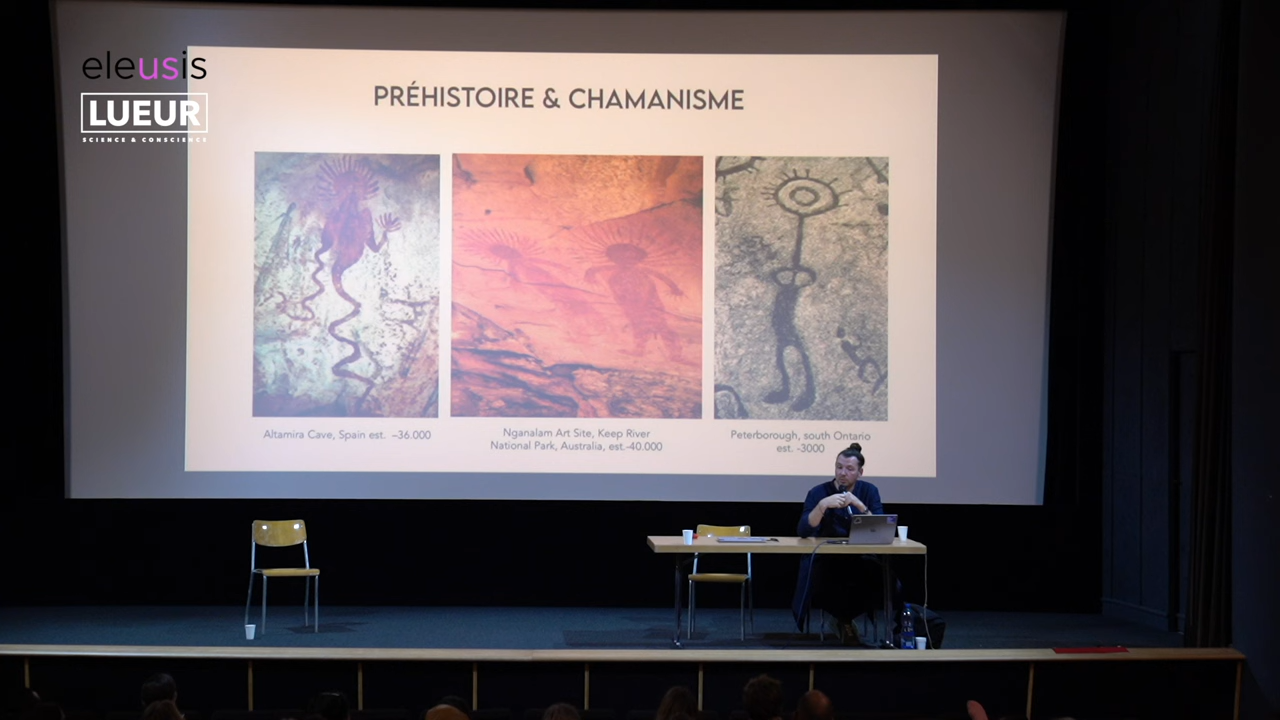 eleusis
LUEUR
SCIENCE & CONSCIENCE
PRÉHISTOIRE & CHAMANISME
Altamira Cave, Spain est. –36.000
Nganalam Art Site, Keep River
National Park, Australia, est.-40.000
Peterborough, south Ontario
est. -3000